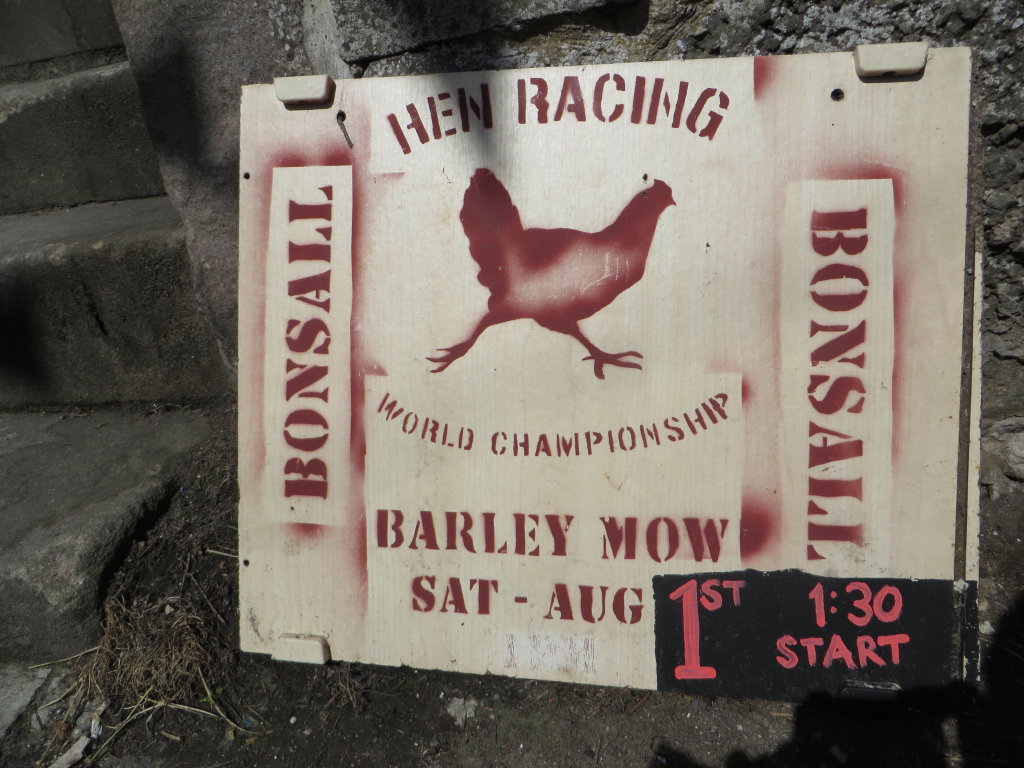 HEN RACING
BONSALL
BONSALL
WORLD CHAMPIONSHIP
BARLEY MOW
SAT - AUG 1ST
1:30
START